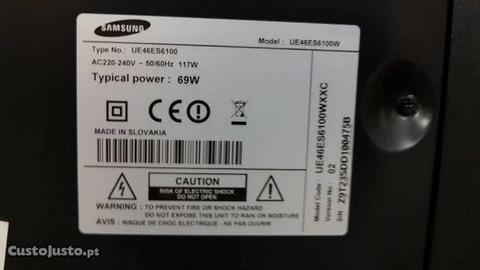 SAMSUNG
Model : UE46ES6100W
Type No.: UE46ES6100
AC220-240V ~ 50/60Hz 117W
Typical power : 69W
CE
MADE IN SLOVAKIA
CAUTION
RISK OF ELECTRIC SHOCK
DO NOT OPEN
WARNING : TO PREVENT FIRE OR SHOCK HAZARD
DO NOT EXPOSE TO RAIN OR MOISTURE
AVIS : RISQUE DE CHOC ELECTRIQUE - NE PAS OUVRIR
Model Code : UE46ES6100WXXC
Version No : 02
S/N : Z9T23SDD100475B
CustoJusto.pt